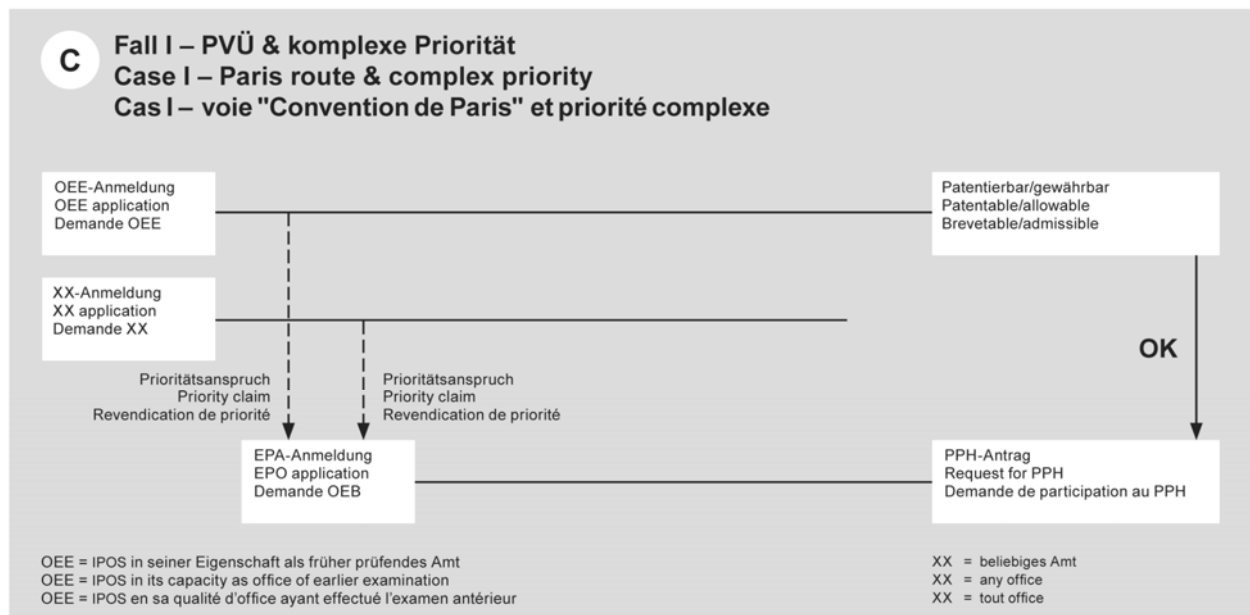 C
Fall I – PVÜ & komplexe Priorität
Case I – Paris route & complex priority
Cas I – voie "Convention de Paris" et priorité complexe
OEE-Anmeldung
OEE application
Demande OEE
Patentierbar/gewährbar
Patentable/allowable
Brevetable/admissible
XX-Anmeldung
XX application
Demande XX
OK
Prioritätsanspruch
Priority claim
Revendication de priorité
Prioritätsanspruch
Priority claim
Revendication de priorité
EPA-Anmeldung
EPO application
Demande OEB
PPH-Antrag
Request for PPH
Demande de participation au PPH
OEE = IPOS in seiner Eigenschaft als früher prüfendes Amt
OEE = IPOS in its capacity as office of earlier examination
OEE = IPOS en sa qualité d'office ayant effectué l'examen antérieur
XX = beliebiges Amt
XX = any office
XX = tout office